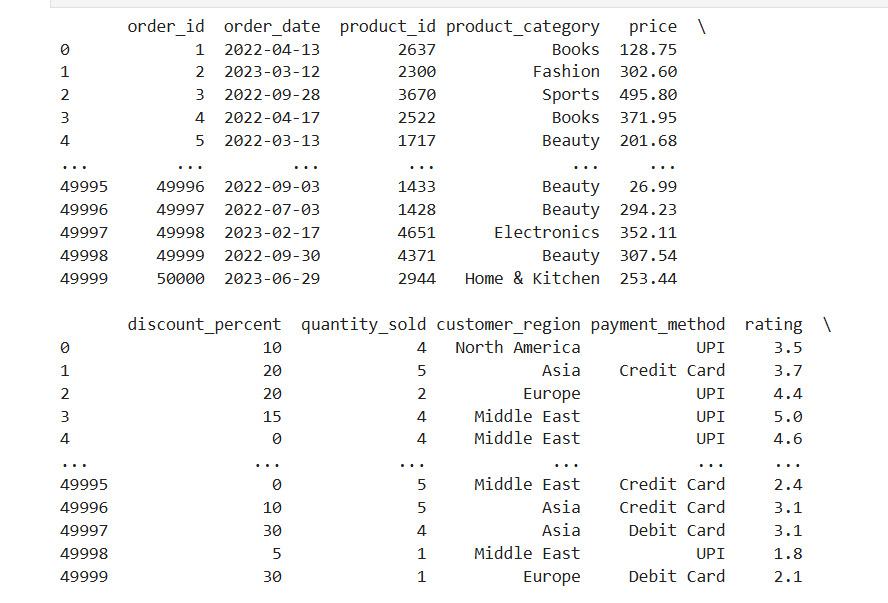 order_id order_date product_id product_category price \
0 1 2022-04-13 2637 Books 128.75
1 2 2023-03-12 2300 Fashion 302.60
2 3 2022-09-28 3670 Sports 495.80
3 4 2022-04-17 2522 Books 371.95
4 5 2022-03-13 1717 Beauty 201.68
... ... ... ... ... ...
49995 49996 2022-09-03 1433 Beauty 26.99
49996 49997 2022-07-03 1428 Beauty 294.23
49997 49998 2023-02-17 4651 Electronics 352.11
49998 49999 2022-09-30 4371 Beauty 307.54
49999 50000 2023-06-29 2944 Home & Kitchen 253.44
discount_percent quantity_sold customer_region payment_method rating \
0 10 4 North America UPI 3.5
1 20 5 Asia Credit Card 3.7
2 20 2 Europe UPI 4.4
3 15 4 Middle East UPI 5.0
4 0 4 Middle East UPI 4.6
... ... ... ... ... ...
49995 0 5 Middle East Credit Card 2.4
49996 10 5 Asia Credit Card 3.1
49997 30 4 Asia Debit Card 3.1
49998 5 1 Middle East UPI 1.8
49999 30 1 Europe Debit Card 2.1